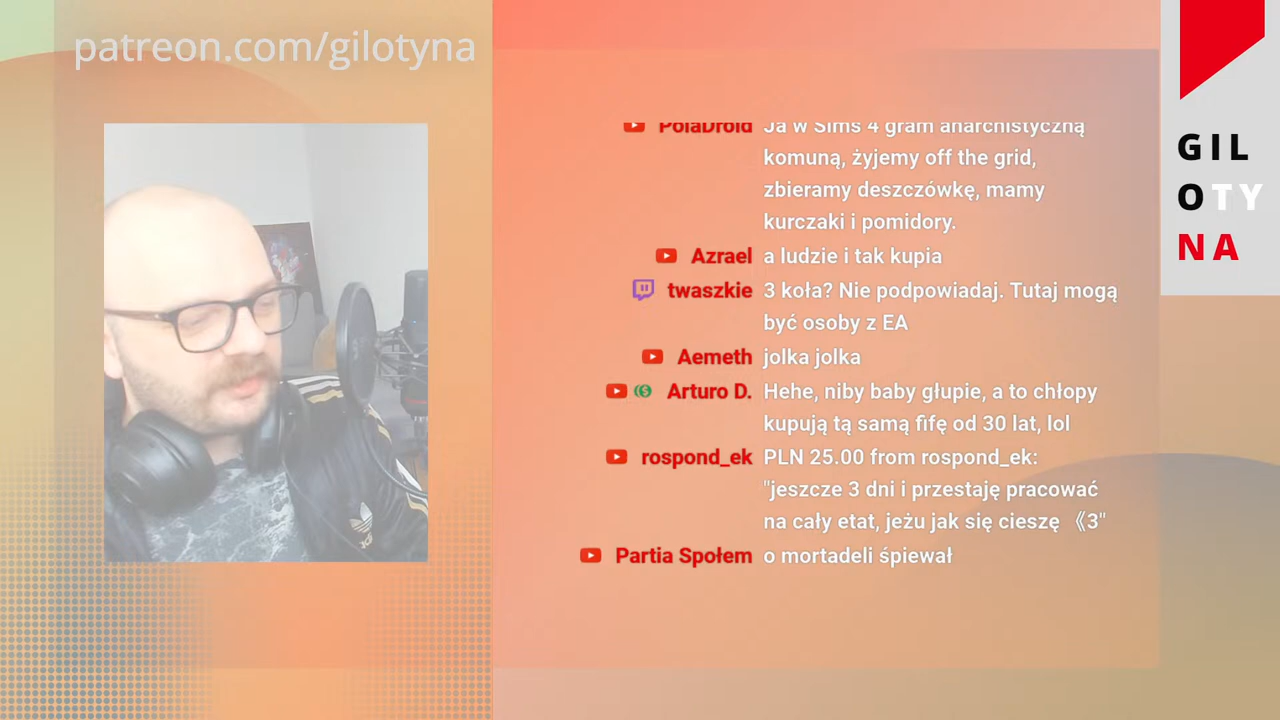 patreon.com/gilotyna
PolaDroid Ja w Sims 4 gram anarchistyczną
komuną, żyjemy off the grid,
zbieramy deszczówkę, mamy
kurczaki i pomidory.
Azrael a ludzie i tak kupia
twaszkie 3 koła? Nie podpowiadaj. Tutaj mogą
być osoby z EA
Aemeth jolka jolka
Arturo D. Hehe, niby baby głupie, a to chłopy
kupują tą samą fifę od 30 lat, lol
rospond_ek PLN 25.00 from rospond_ek:
"jeszcze 3 dni i przestaję pracować
na cały etat, jeżu jak się cieszę 《3"
Partia Społem o mortadeli śpiewał
GIL
OTY
NA